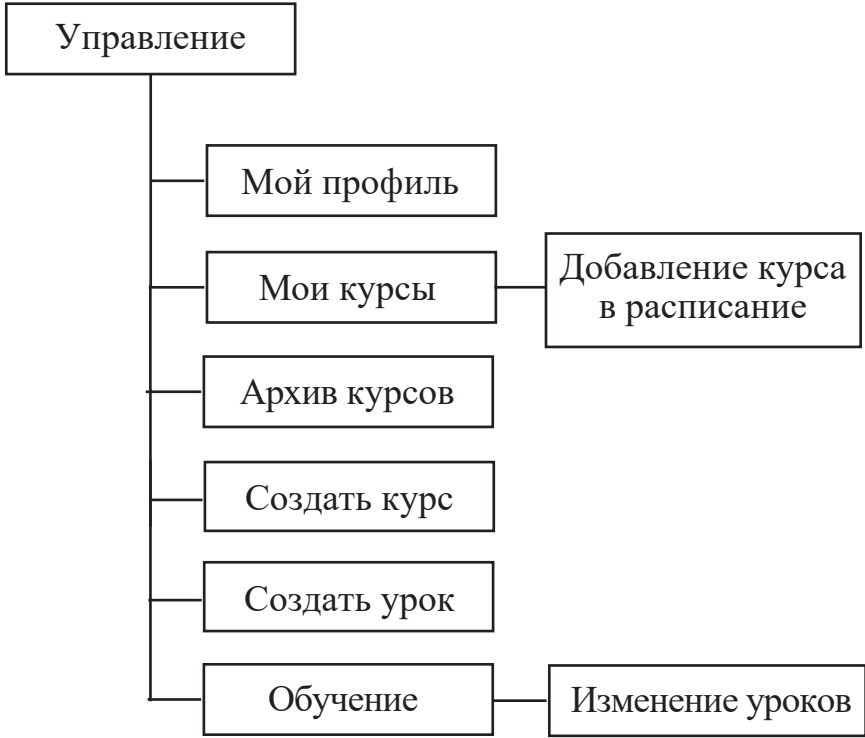 Управление
Мой профиль
Мои курсы
Добавление курса
в расписание
Архив курсов
Создать курс
Создать урок
Обучение
Изменение уроков